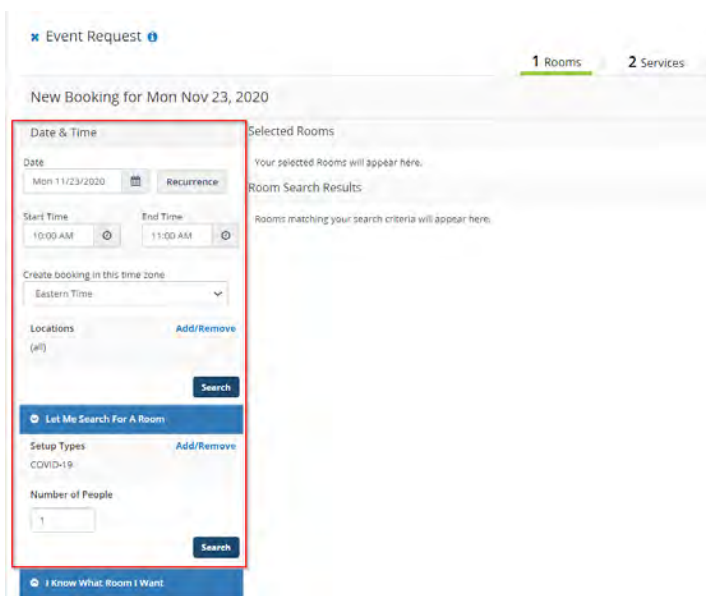 Event Request
1 Rooms 2 Services
New Booking for Mon Nov 23, 2020
Date & Time
Date
Mon 11/23/2020 Recurrence
Start Time End Time
10:00 AM 11:00 AM
Create booking in this time zone
Eastern Time
Locations Add/Remove
(all)
Search
Let Me Search For A Room
Setup Types Add/Remove
COVID-19
Number of People
1
Search
I Know What Room I Want
Selected Rooms
Your selected Rooms will appear here.
Room Search Results
Rooms matching your search criteria will appear here.